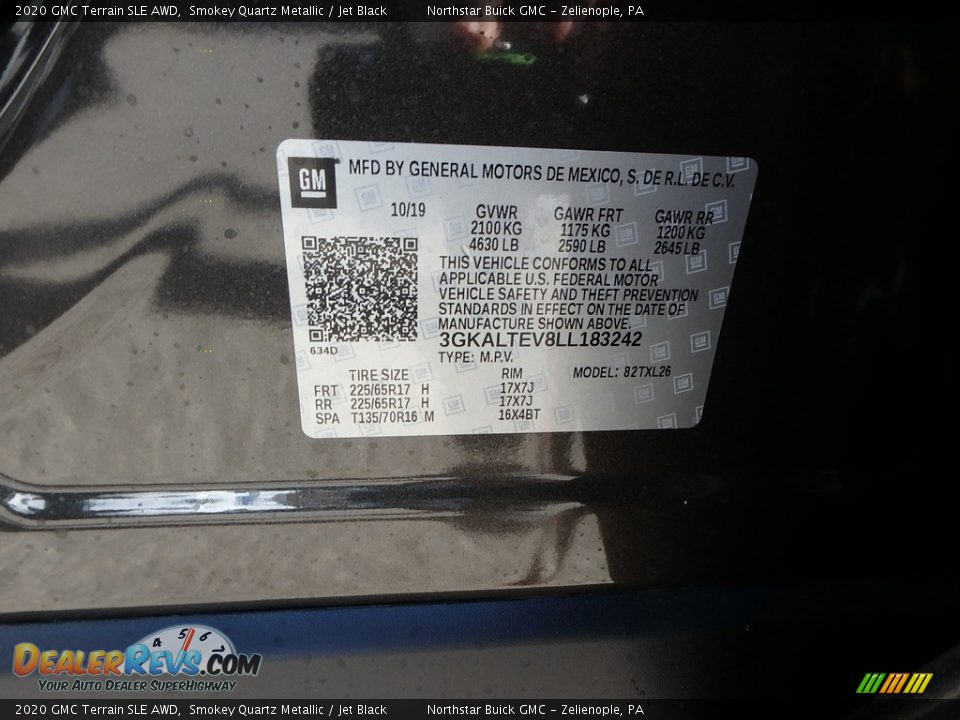 2020 GMC Terrain SLE AWD, Smokey Quartz Metallic / Jet Black Northstar Buick GMC - Zelienople, PA
GM MFD BY GENERAL MOTORS DE MEXICO, S. DE R.L. DE C.V.
10/19 GVWR GAWR FRT GAWR RR
2100 KG 1175 KG 1200 KG
4630 LB 2590 LB 2645 LB
THIS VEHICLE CONFORMS TO ALL
APPLICABLE U.S. FEDERAL MOTOR
VEHICLE SAFETY AND THEFT PREVENTION
STANDARDS IN EFFECT ON THE DATE OF
MANUFACTURE SHOWN ABOVE.
3GKALTEV8LL183242
634D
TYPE: M.P.V.
TIRE SIZE RIM MODEL: 82TXL26
FRT 225/65R17 H 17X7J
RR 225/65R17 H 17X7J
SPA T135/70R16 M 16X4BT
4 5 6 7
DEALERREVS.COM
YOUR AUTO DEALER SUPERHIGHWAY
2020 GMC Terrain SLE AWD, Smokey Quartz Metallic / Jet Black Northstar Buick GMC - Zelienople, PA